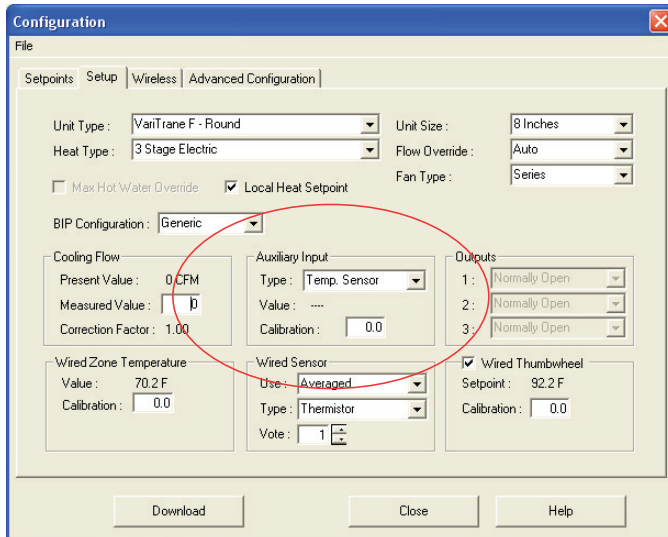 Configuration
File
Setpoints Setup Wireless Advanced Configuration
Unit Type : VariTrane F - Round
Unit Size : 8 Inches
Heat Type : 3 Stage Electric
Flow Override : Auto
Max Hot Water Override Local Heat Setpoint
Fan Type : Series
BIP Configuration : Generic
Cooling Flow
Present Value : 0 CFM
Measured Value : 0
Correction Factor : 1.00
Auxiliary Input
Type : Temp. Sensor
Value : ----
Calibration : 0.0
Outputs
1 : Normally Open
2 : Normally Open
3 : Normally Open
Wired Zone Temperature
Value : 70.2 F
Calibration : 0.0
Wired Sensor
Use : Averaged
Type : Thermistor
Vote : 1
Wired Thumbwheel
Setpoint : 92.2 F
Calibration : 0.0
Download Close Help